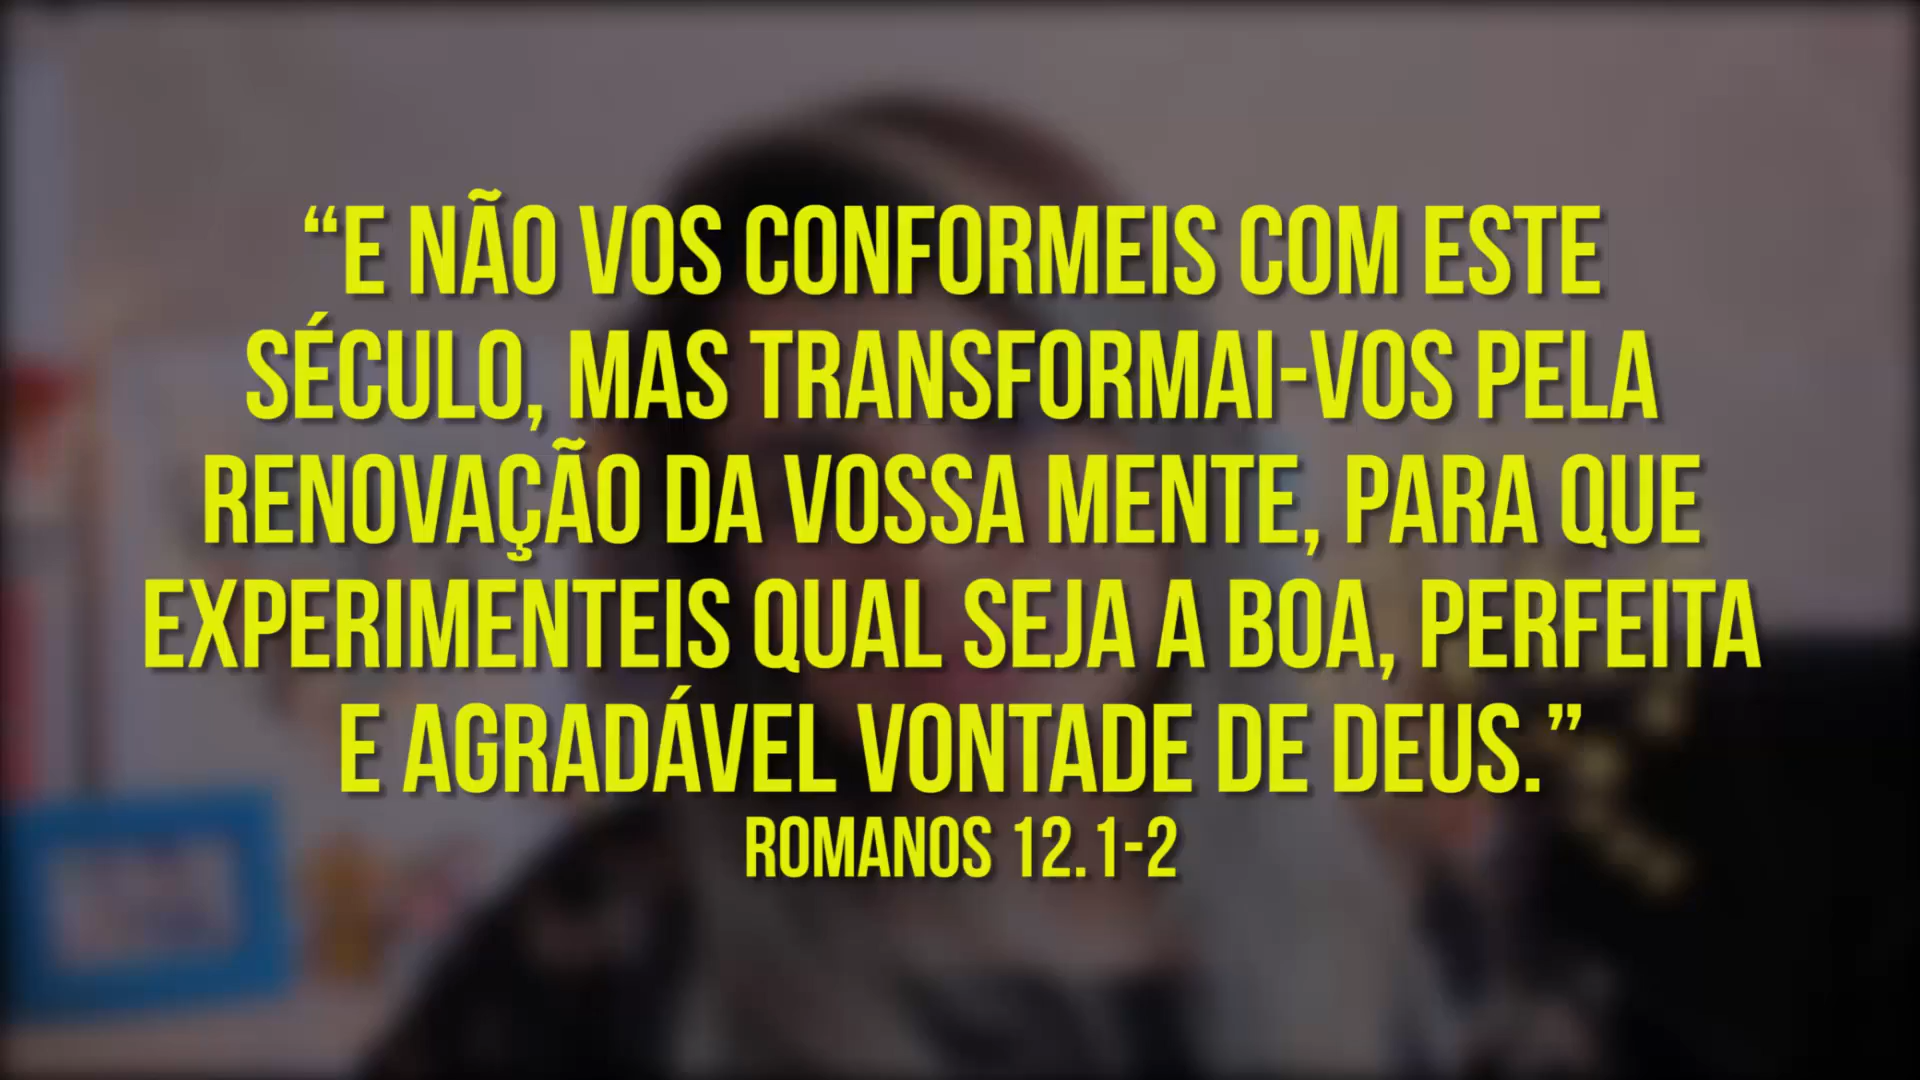 “E NÃO VOS CONFORMEIS COM ESTE
SÉCULO, MAS TRANSFORMAI-VOS PELA
RENOVAÇÃO DA VOSSA MENTE, PARA QUE
EXPERIMENTEIS QUAL SEJA A BOA, PERFEITA
E AGRADÁVEL VONTADE DE DEUS.”
ROMANOS 12.1-2